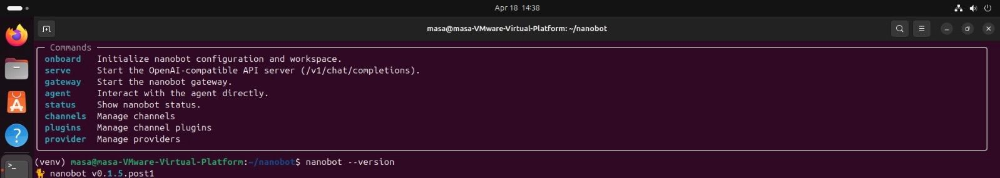 Apr 18 14:38
masa@masa-VMware-Virtual-Platform: ~/nanobot
Commands
onboard Initialize nanobot configuration and workspace.
serve Start the OpenAI-compatible API server (/v1/chat/completions).
gateway Start the nanobot gateway.
agent Interact with the agent directly.
status Show nanobot status.
channels Manage channels
plugins Manage channel plugins
provider Manage providers
(venv) masa@masa-VMware-Virtual-Platform:~/nanobot$ nanobot --version
🐈 nanobot v0.1.5.post1